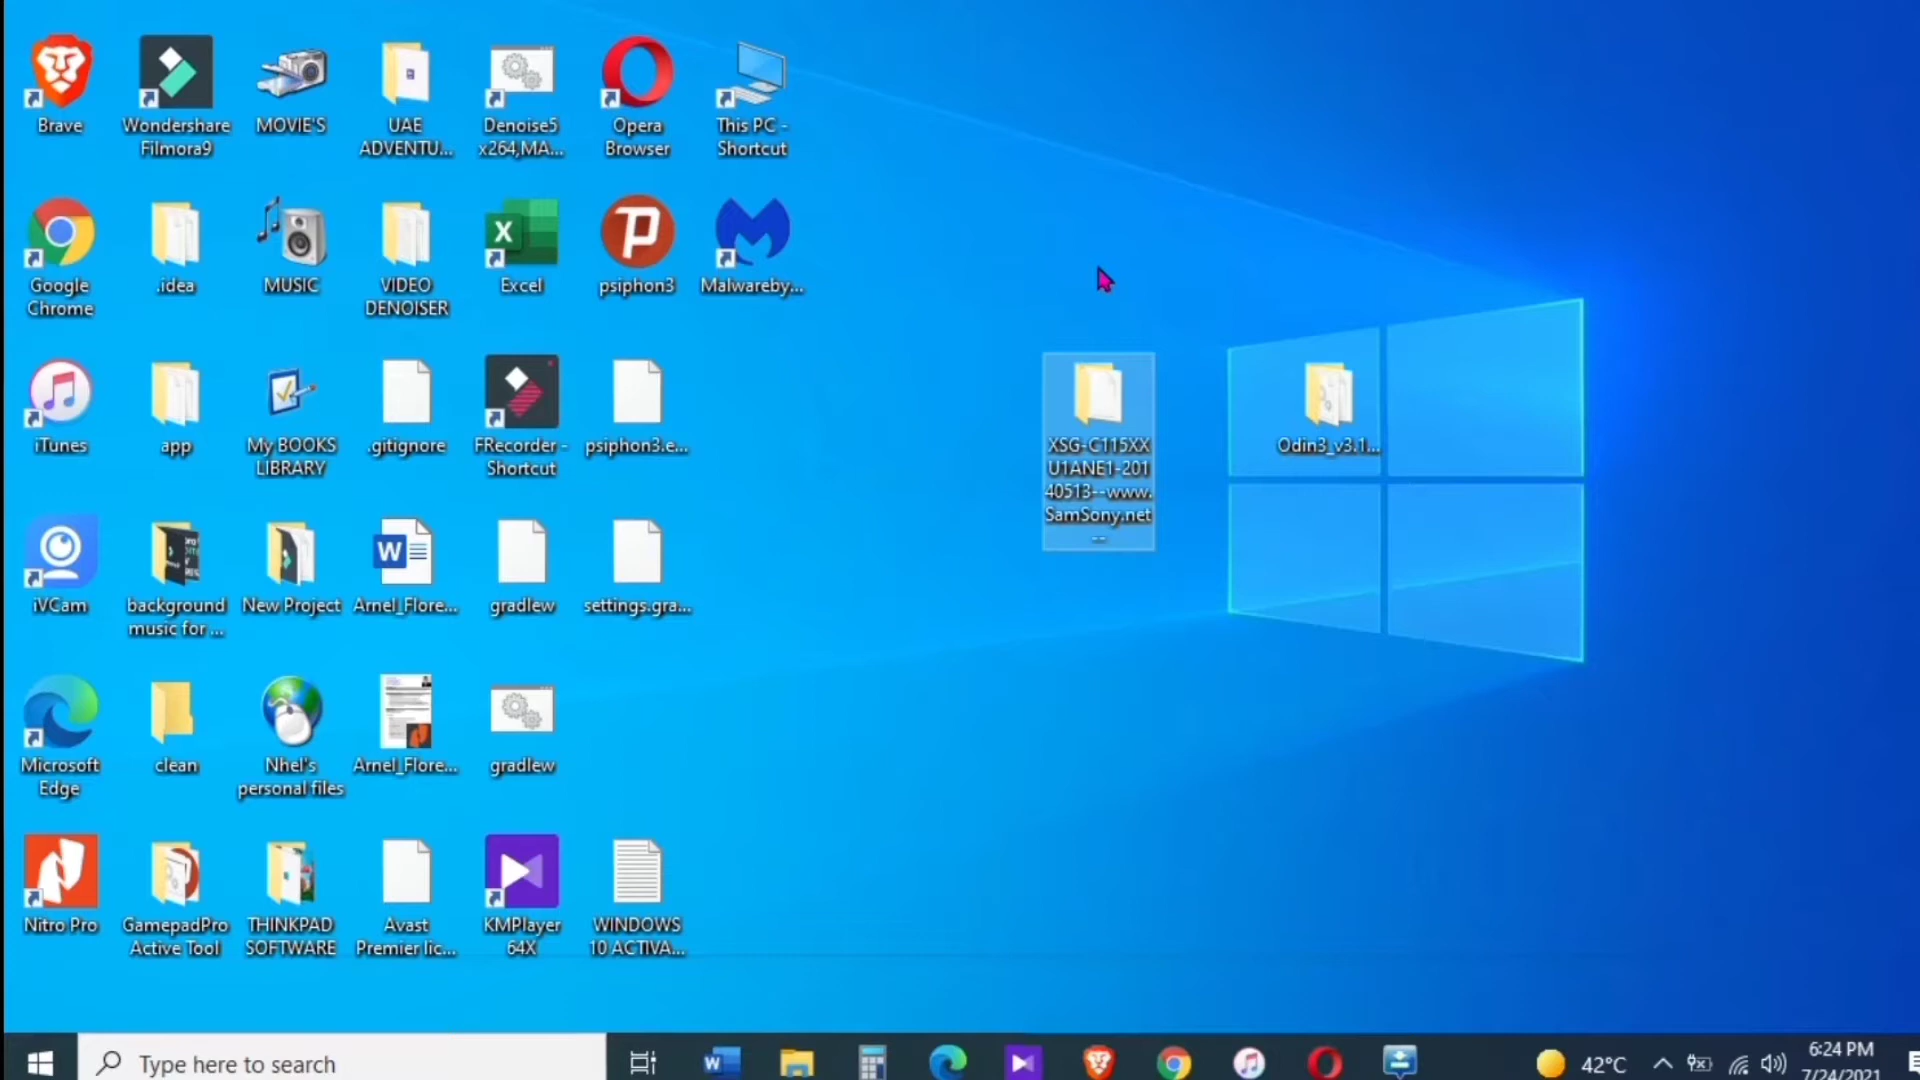 Brave
Wondershare
Filmora9
MOVIE'S
UAE
ADVENTU...
Denoise5
x264,MA...
Opera
Browser
This PC -
Shortcut
Google
Chrome
.idea
MUSIC
VIDEO
DENOISER
X
Excel
psiphon3
Malwareby...
iTunes
app
My BOOKS
LIBRARY
.gitignore
FRecorder -
Shortcut
psiphon3.e...
XSG-C115XX
U1ANE1-201
40513--www.
SamSony.net
--
Odin3_v3.1...
iVCam
background
music for ...
New Project
W
Arnel_Flore...
gradlew
settings.gra...
Microsoft
Edge
clean
Nhel's
personal files
Arnel_Flore...
gradlew
Nitro Pro
GamepadPro
Active Tool
THINKPAD
SOFTWARE
Avast
Premier lic...
KMPlayer
64X
WINDOWS
10 ACTIVA...
Type here to search
W
42°C
6:24 PM
7/24/2021